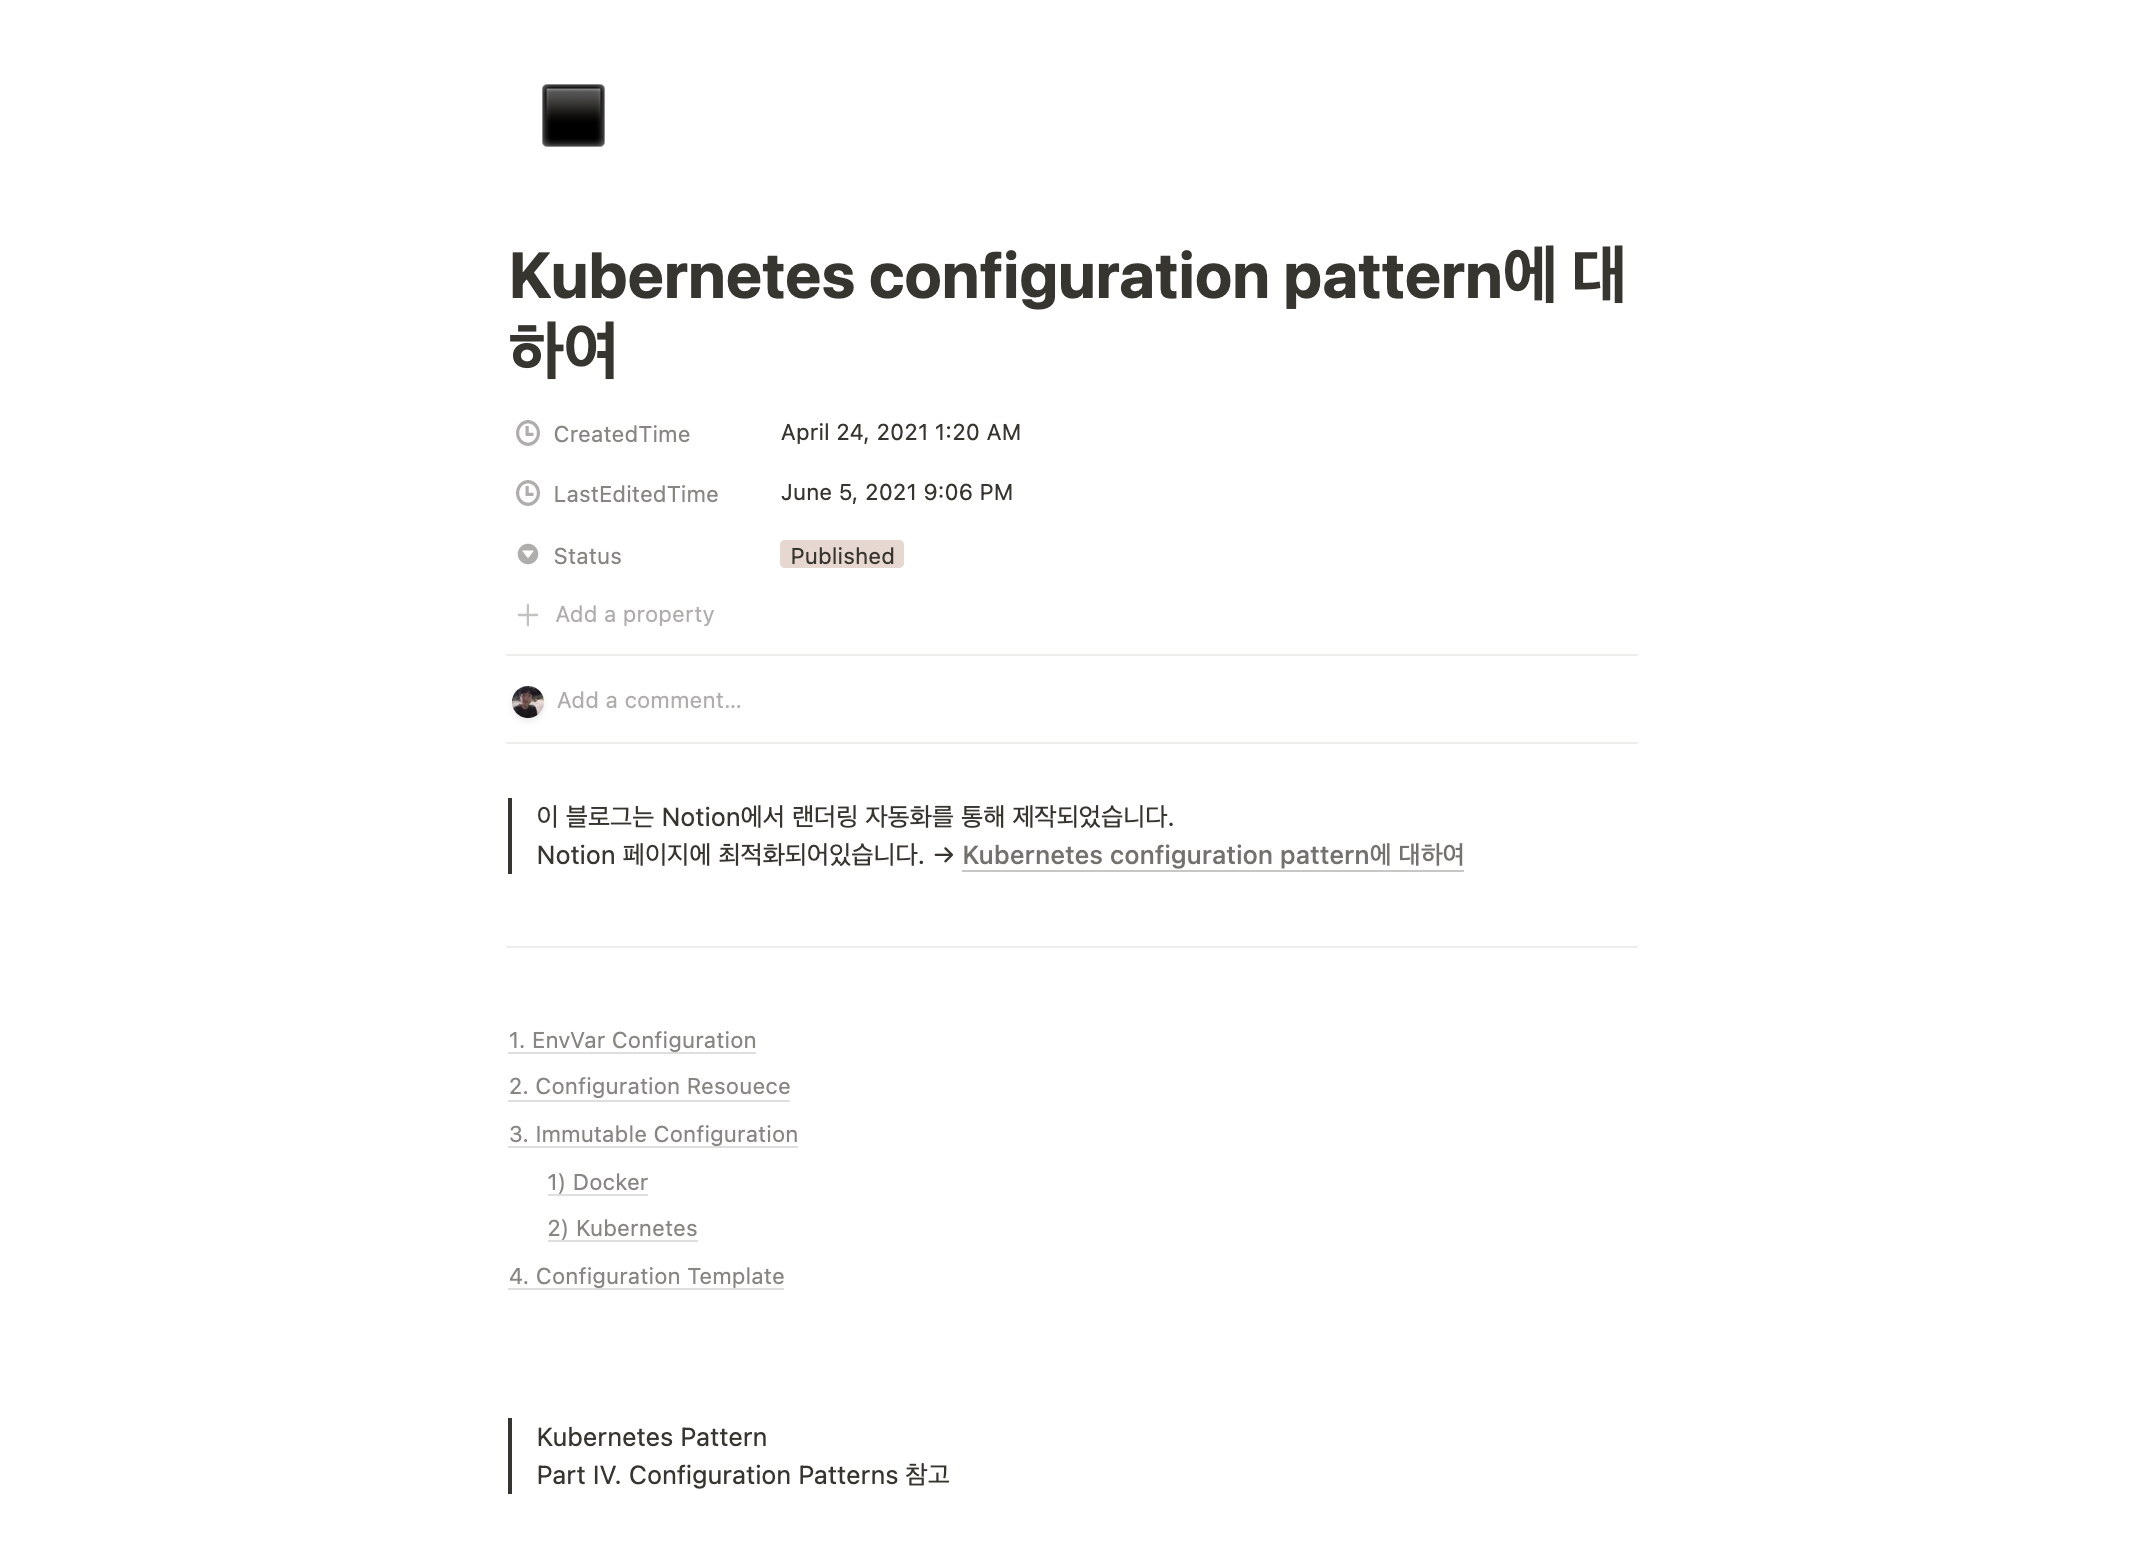 Kubernetes configuration pattern에 대
하여
CreatedTime April 24, 2021 1:20 AM
LastEditedTime June 5, 2021 9:06 PM
Status Published
Add a property
Add a comment...
이 블로그는 Notion에서 랜더링 자동화를 통해 제작되었습니다.
Notion 페이지에 최적화되어있습니다. → Kubernetes configuration pattern에 대하여
1. EnvVar Configuration
2. Configuration Resouece
3. Immutable Configuration
1) Docker
2) Kubernetes
4. Configuration Template
Kubernetes Pattern
Part IV. Configuration Patterns 참고